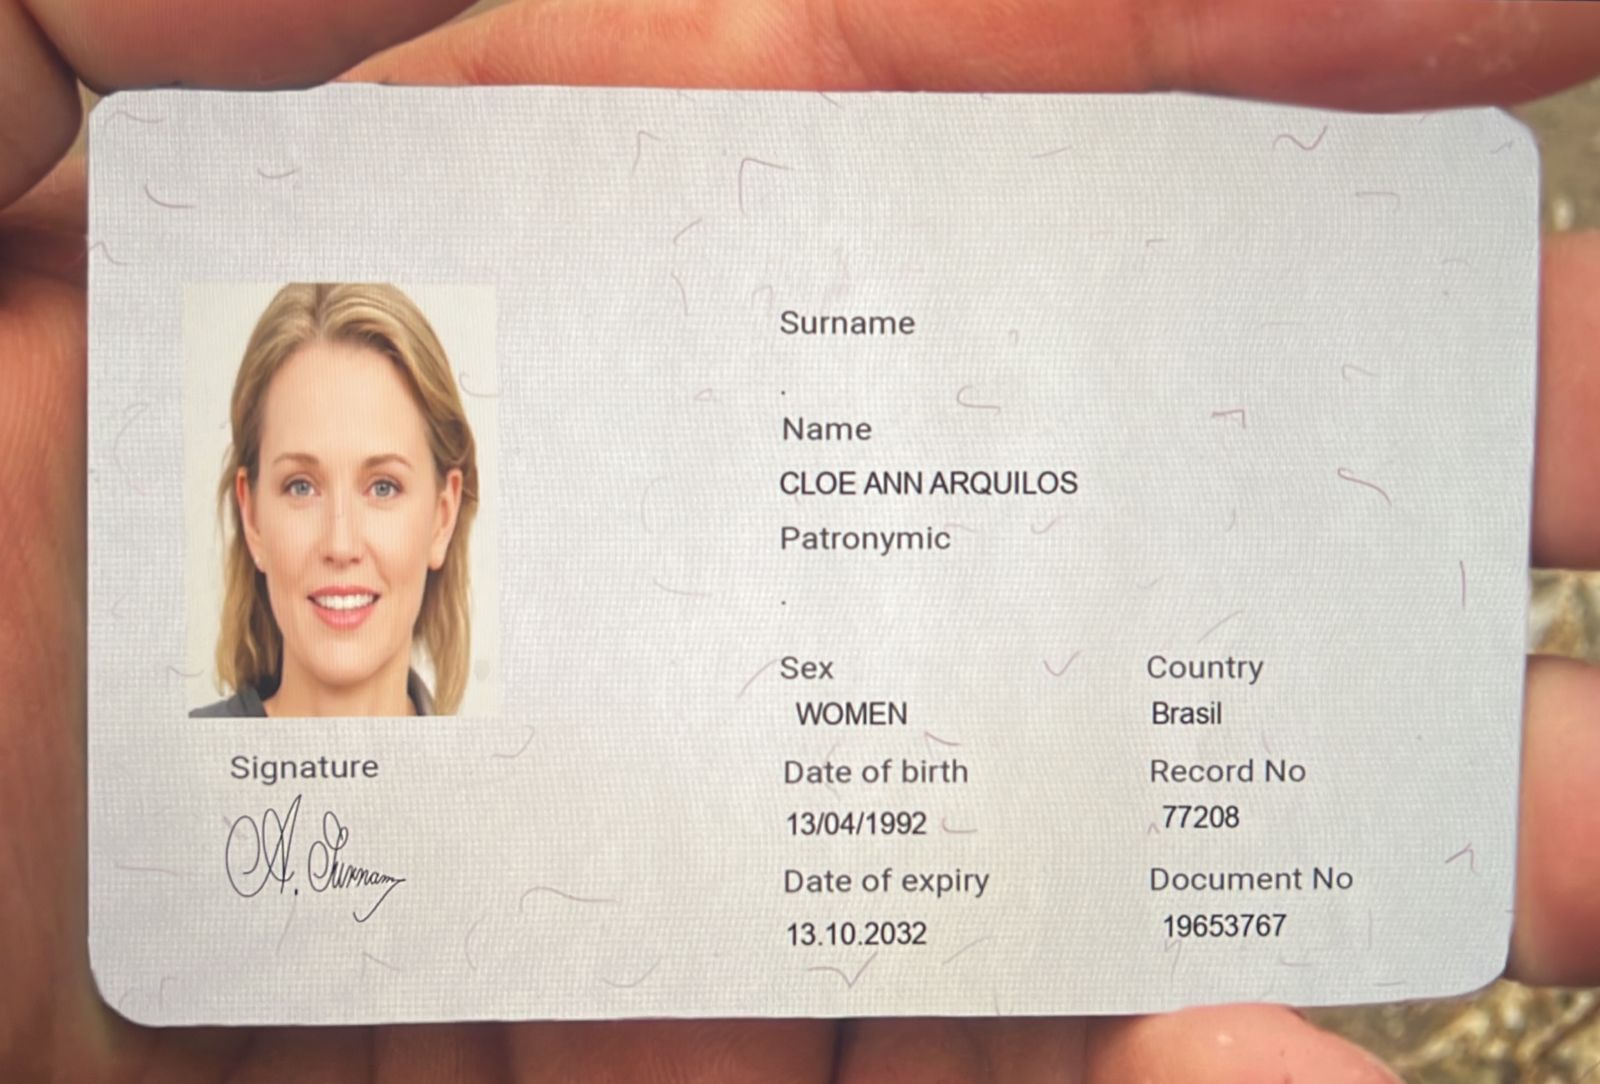 Surname
.
Name
CLOE ANN ARQUILOS
Patronymic
.
Sex
Country
WOMEN
Brasil
Date of birth
Record No
13/04/1992
77208
Date of expiry
Document No
13.10.2032
19653767
Signature
A. Surnam